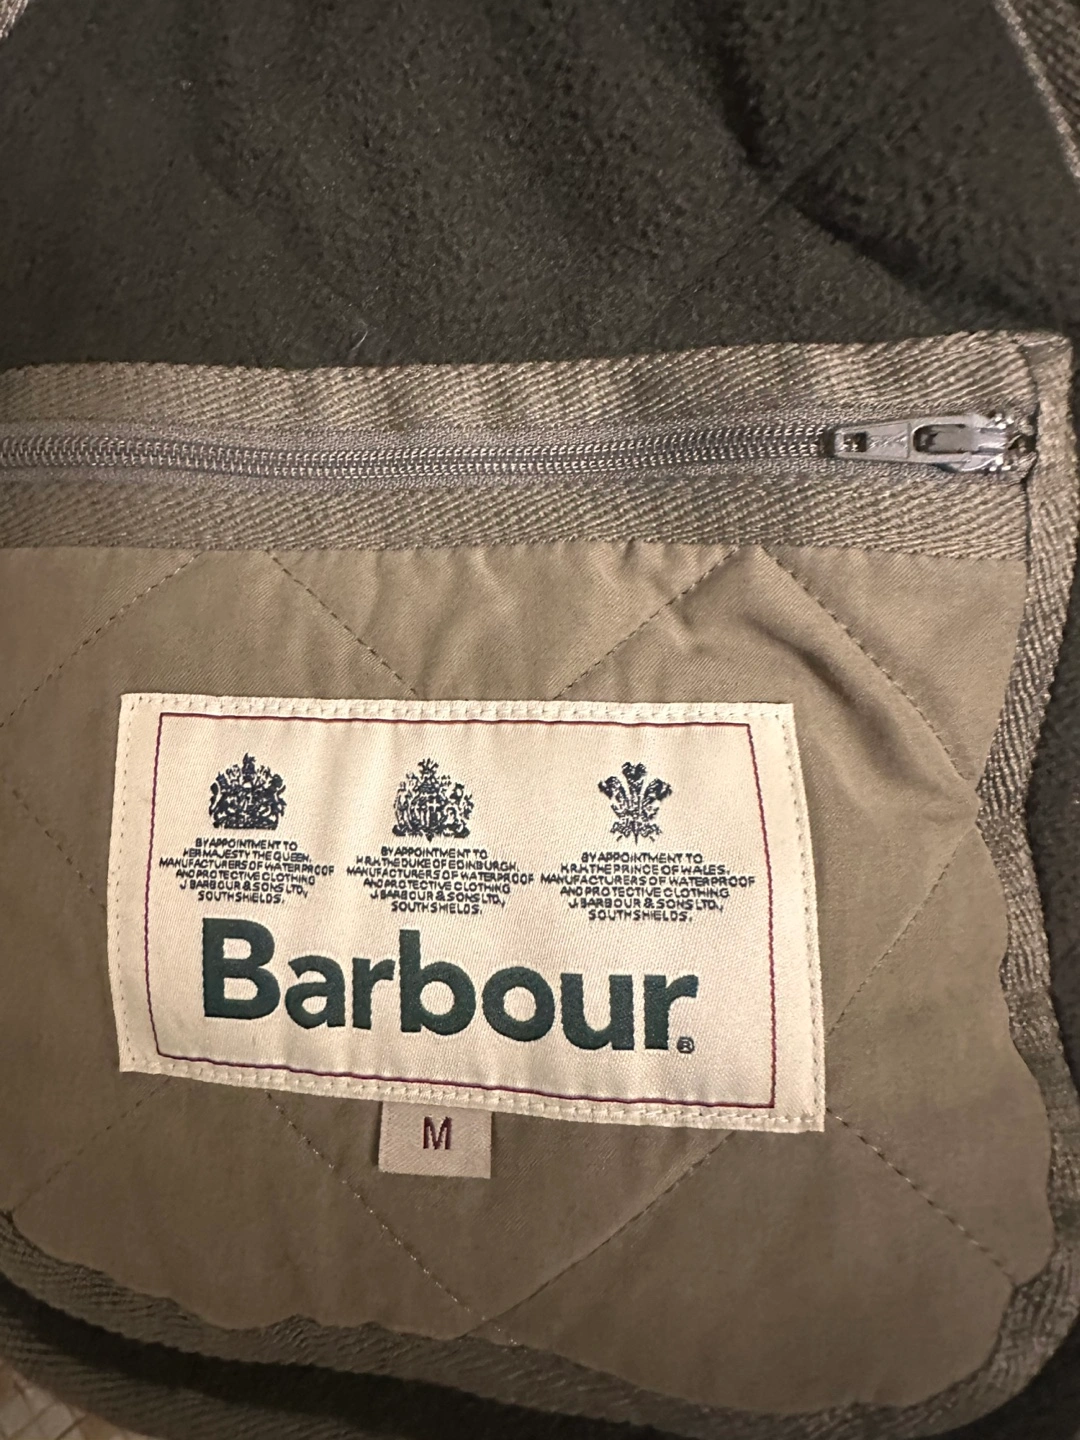 BY APPOINTMENT TO
HER MAJESTY THE QUEEN,
MANUFACTURERS OF WATERPROOF
AND PROTECTIVE CLOTHING
J. BARBOUR & SONS LTD.,
SOUTH SHIELDS.
BY APPOINTMENT TO
H.R.H. THE DUKE OF EDINBURGH,
MANUFACTURERS OF WATERPROOF
AND PROTECTIVE CLOTHING
J. BARBOUR & SONS LTD.,
SOUTH SHIELDS.
BY APPOINTMENT TO
H.R.H. THE PRINCE OF WALES,
MANUFACTURERS OF WATERPROOF
AND PROTECTIVE CLOTHING
J. BARBOUR & SONS LTD.,
SOUTH SHIELDS.
Barbour®
M